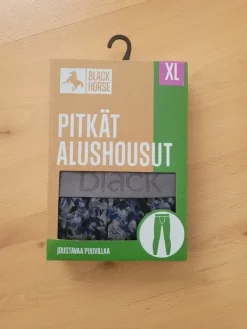 BLACK
HORSE
XL
PITKÄT
ALUSHOUSUT
Black
JOUSTAVAA PUUVILLAA